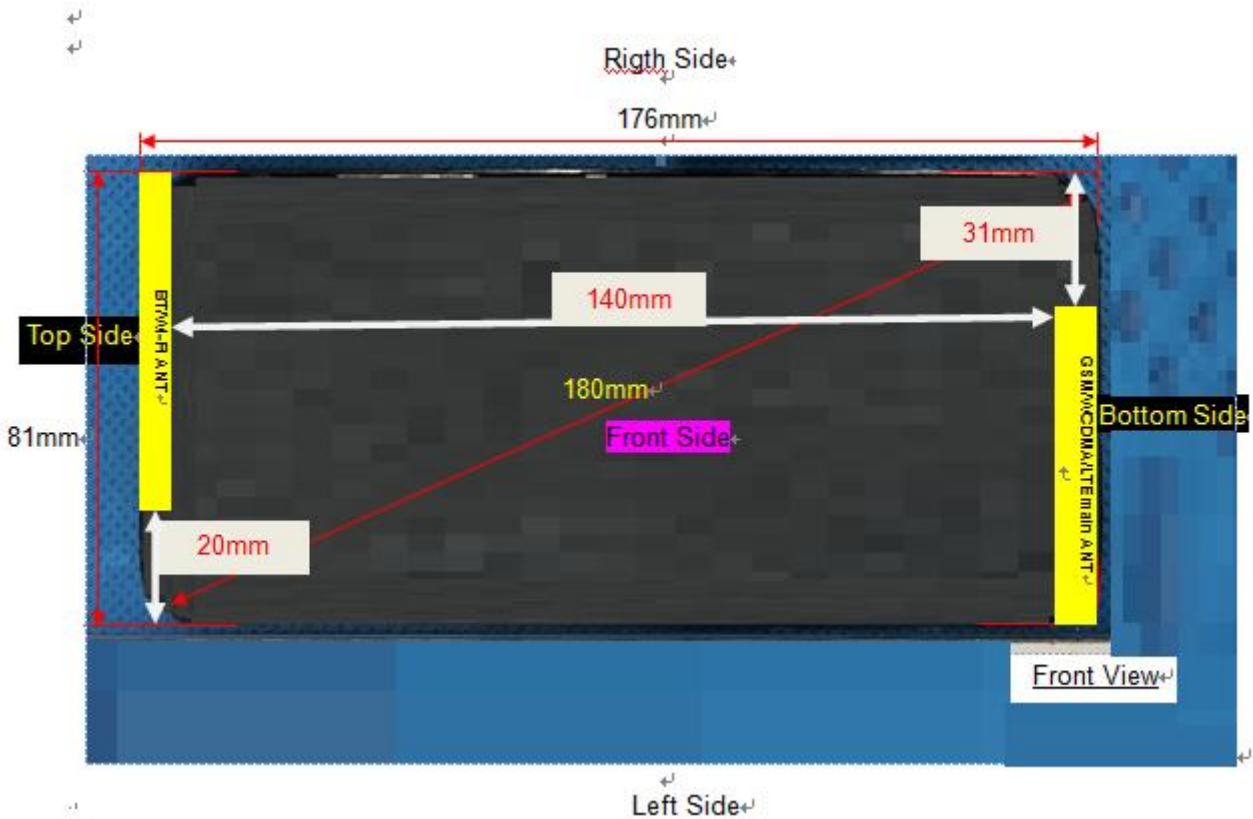 Rigth Side
176mm
31mm
140mm
BT/WI-FI ANT
Top Side
180mm
GSM/WCDMA/LTE main ANT
Bottom Side
81mm
Front Side
20mm
Front View
Left Side